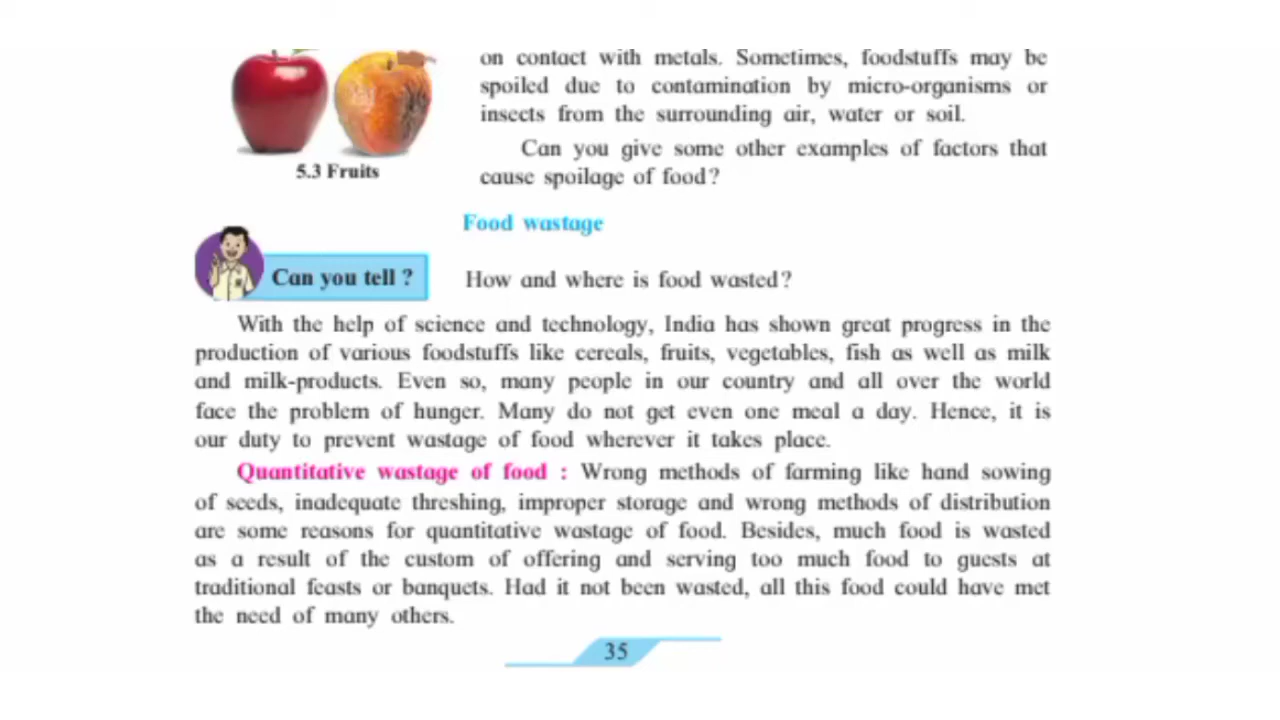 on contact with metals. Sometimes, foodstuffs may be
spoiled due to contamination by micro-organisms or
insects from the surrounding air, water or soil.
Can you give some other examples of factors that
cause spoilage of food?
5.3 Fruits
Food wastage
Can you tell ?
How and where is food wasted?
With the help of science and technology, India has shown great progress in the
production of various foodstuffs like cereals, fruits, vegetables, fish as well as milk
and milk-products. Even so, many people in our country and all over the world
face the problem of hunger. Many do not get even one meal a day. Hence, it is
our duty to prevent wastage of food wherever it takes place.
Quantitative wastage of food : Wrong methods of farming like hand sowing
of seeds, inadequate threshing, improper storage and wrong methods of distribution
are some reasons for quantitative wastage of food. Besides, much food is wasted
as a result of the custom of offering and serving too much food to guests at
traditional feasts or banquets. Had it not been wasted, all this food could have met
the need of many others.
35